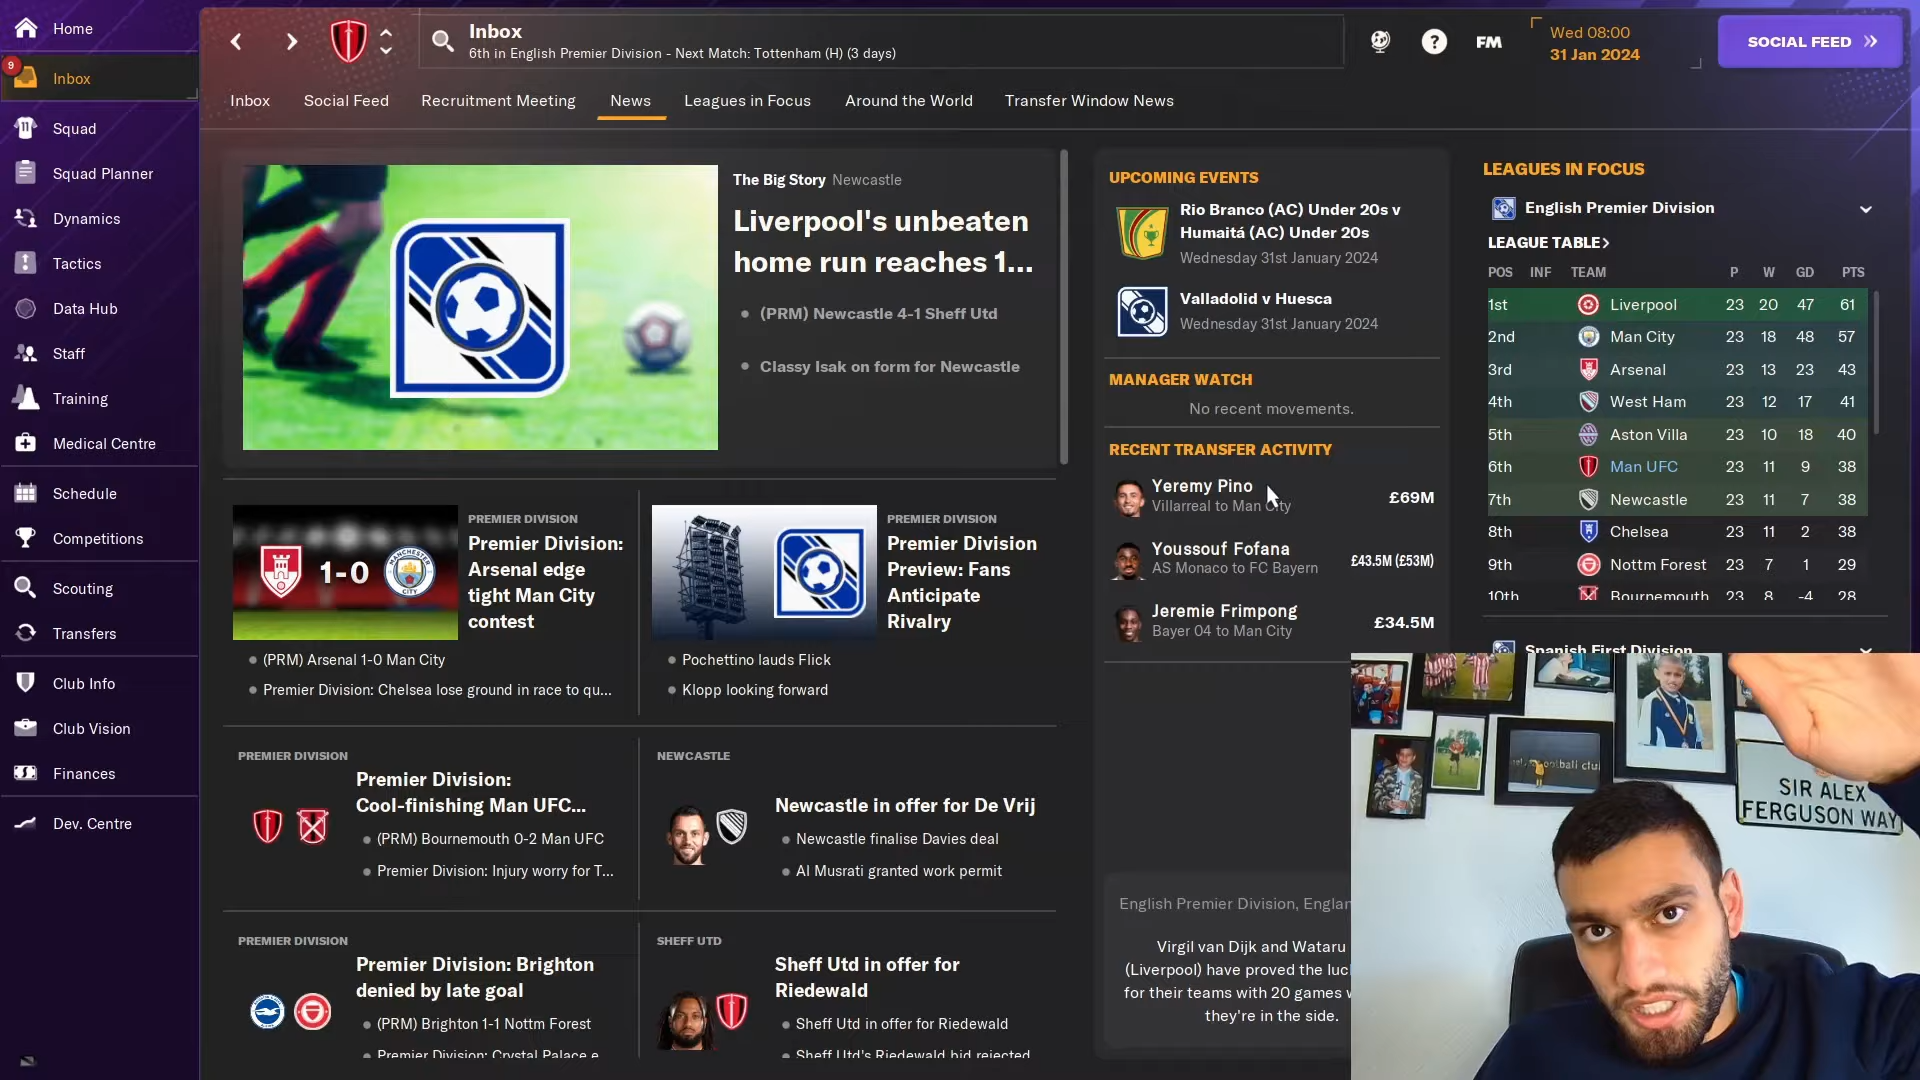 Home
9
Inbox
Squad
Squad Planner
Dynamics
Tactics
Data Hub
Staff
Training
Medical Centre
Schedule
Competitions
Scouting
Transfers
Club Info
Club Vision
Finances
Dev. Centre
Inbox
6th in English Premier Division - Next Match: Tottenham (H) (3 days)
?
FM
Wed 08:00
31 Jan 2024
SOCIAL FEED
Inbox
Social Feed
Recruitment Meeting
News
Leagues in Focus
Around the World
Transfer Window News
The Big Story Newcastle
Liverpool's unbeaten
home run reaches 1...
(PRM) Newcastle 4-1 Sheff Utd
Classy Isak on form for Newcastle
1-0
PREMIER DIVISION
Premier Division:
Arsenal edge
tight Man City
contest
(PRM) Arsenal 1-0 Man City
Premier Division: Chelsea lose ground in race to qu...
PREMIER DIVISION
Premier Division
Preview: Fans
Anticipate
Rivalry
Pochettino lauds Flick
Klopp looking forward
PREMIER DIVISION
Premier Division:
Cool-finishing Man UFC...
(PRM) Bournemouth 0-2 Man UFC
Premier Division: Injury worry for T...
NEWCASTLE
Newcastle in offer for De Vrij
Newcastle finalise Davies deal
Al Musrati granted work permit
PREMIER DIVISION
Premier Division: Brighton
denied by late goal
(PRM) Brighton 1-1 Nottm Forest
Premier Division: Crystal Palace e
SHEFF UTD
Sheff Utd in offer for
Riedewald
Sheff Utd in offer for Riedewald
Sheff Utd's Riedewald bid rejected
UPCOMING EVENTS
Rio Branco (AC) Under 20s v
Humaitá (AC) Under 20s
Wednesday 31st January 2024
Valladolid v Huesca
Wednesday 31st January 2024
MANAGER WATCH
No recent movements.
RECENT TRANSFER ACTIVITY
Yeremy Pino
Villarreal to Man City
£69M
Youssouf Fofana
AS Monaco to FC Bayern
£43.5M (£53M)
Jeremie Frimpong
Bayer 04 to Man City
£34.5M
English Premier Division, Englan
Virgil van Dijk and Wataru
(Liverpool) have proved the luc
for their teams with 20 games w
they're in the side.
LEAGUES IN FOCUS
English Premier Division
LEAGUE TABLE
POS INF TEAM P W GD PTS
1st Liverpool 23 20 47 61
2nd Man City 23 18 48 57
3rd Arsenal 23 13 23 43
4th West Ham 23 12 17 41
5th Aston Villa 23 10 18 40
6th Man UFC 23 11 9 38
7th Newcastle 23 11 7 38
8th Chelsea 23 11 2 38
9th Nottm Forest 23 7 1 29
10th Bournemouth 23 8 -4 28
Spanish First Division
SIR ALEX
FERGUSON WAY